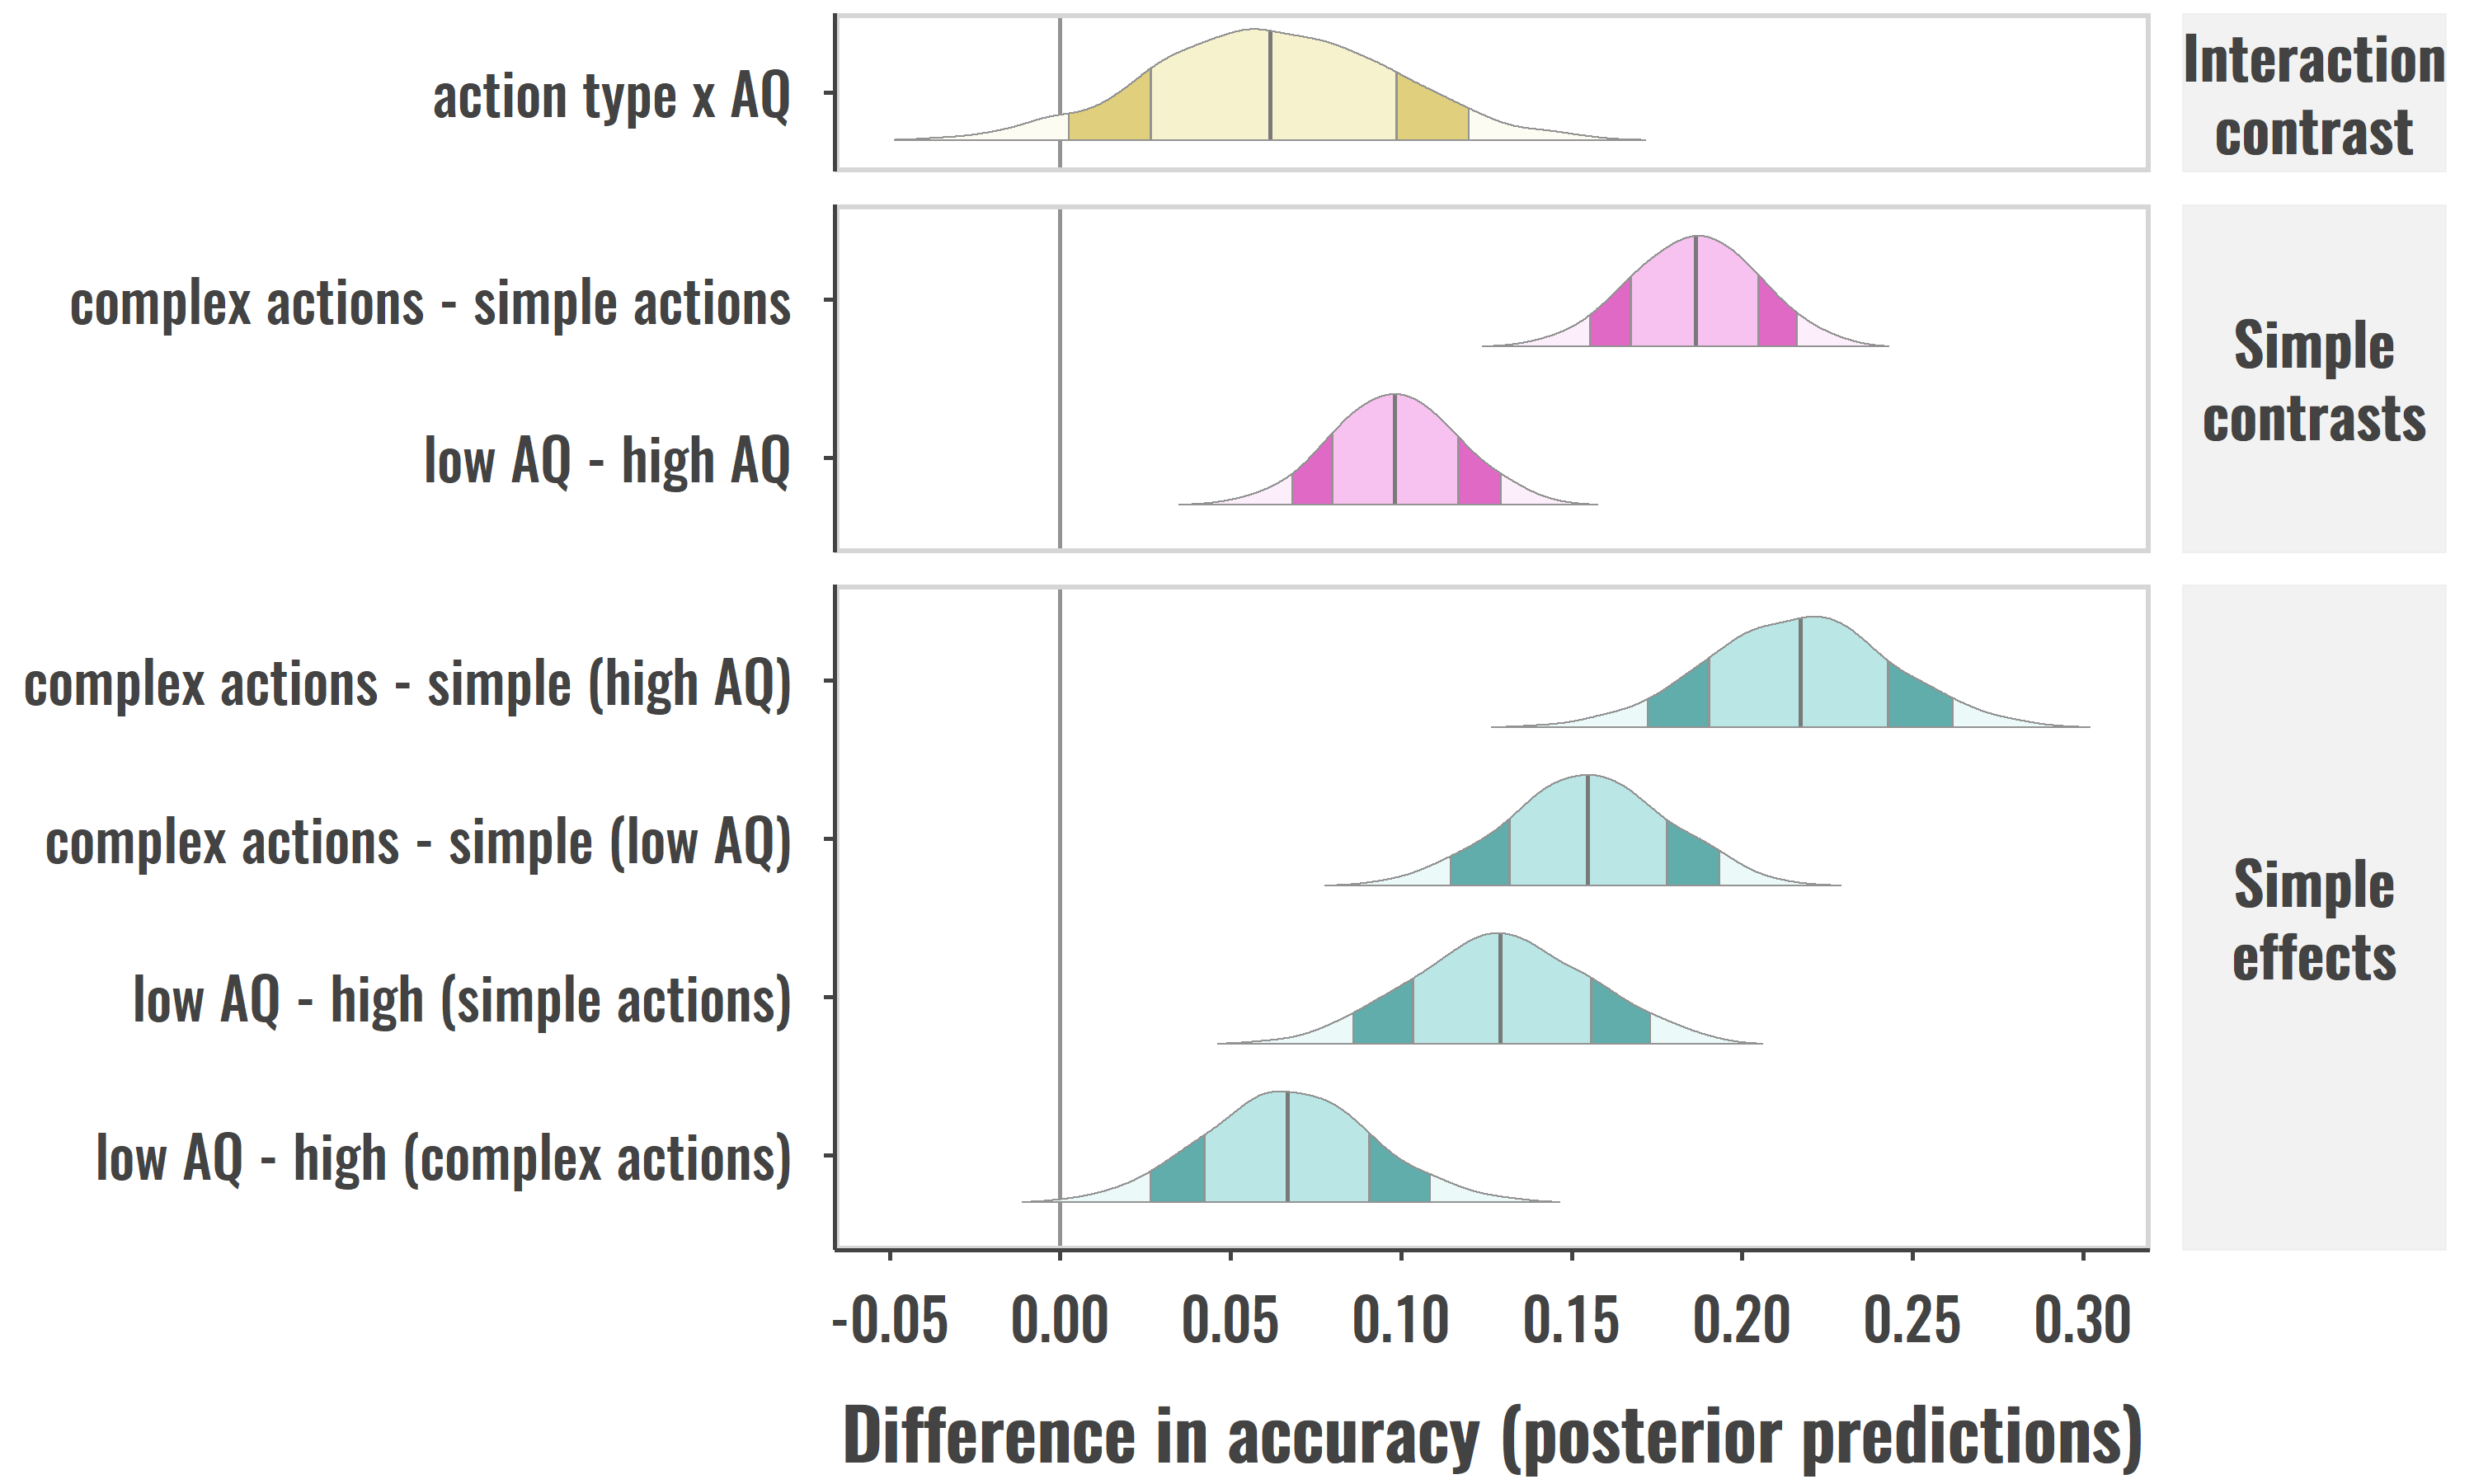 action type x AQ
Interaction
contrast
complex actions - simple actions
low AQ - high AQ
Simple
contrasts
complex actions - simple (high AQ)
complex actions - simple (low AQ)
low AQ - high (simple actions)
low AQ - high (complex actions)
Simple
effects
-0.05 0.00 0.05 0.10 0.15 0.20 0.25 0.30
Difference in accuracy (posterior predictions)